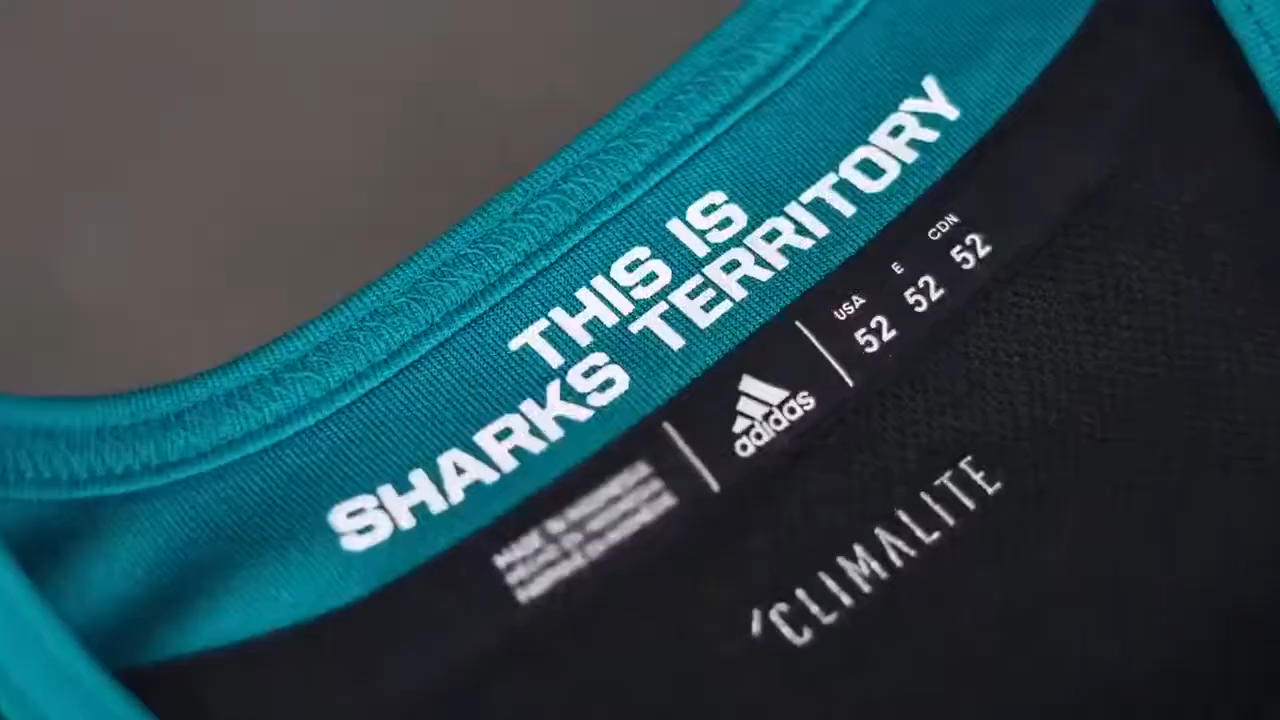 THIS IS
SHARKS TERRITORY
adidas
USA E CDN
52 52 52
CLIMALITE